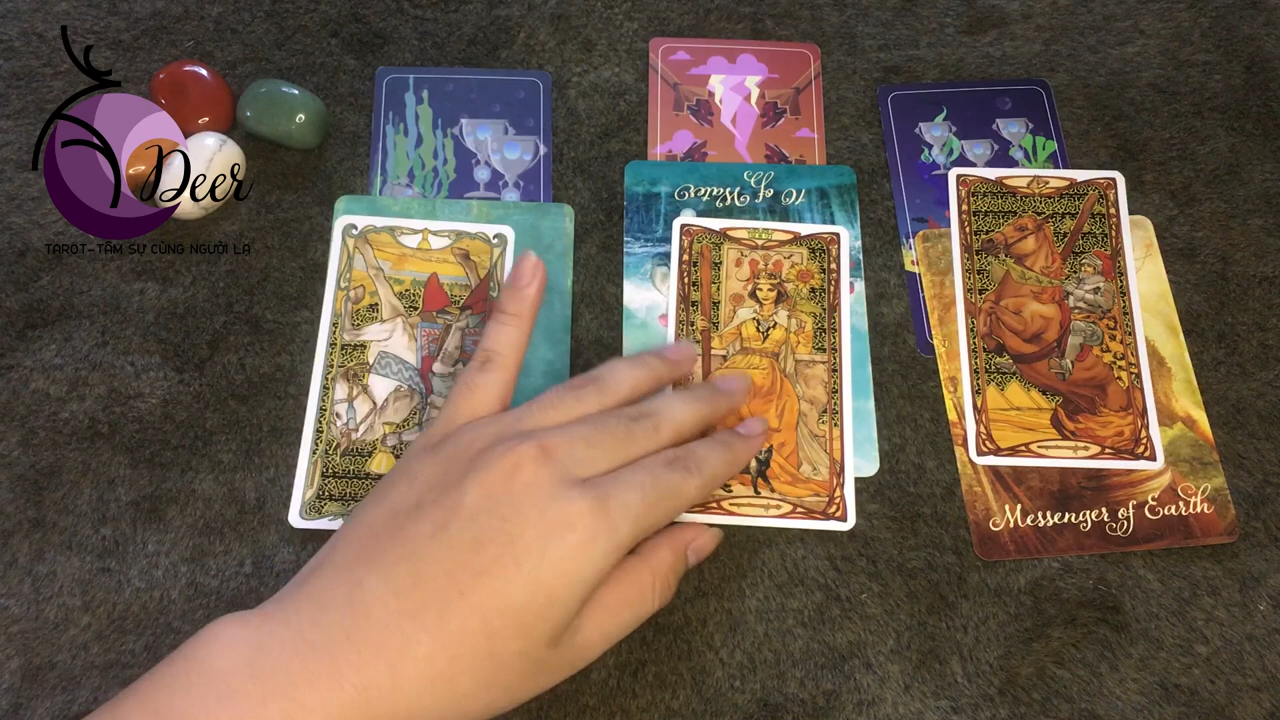 Deer
TAROT-TÂM SỰ CÙNG NGƯỜI LẠ
10 of Water
Messenger of Earth